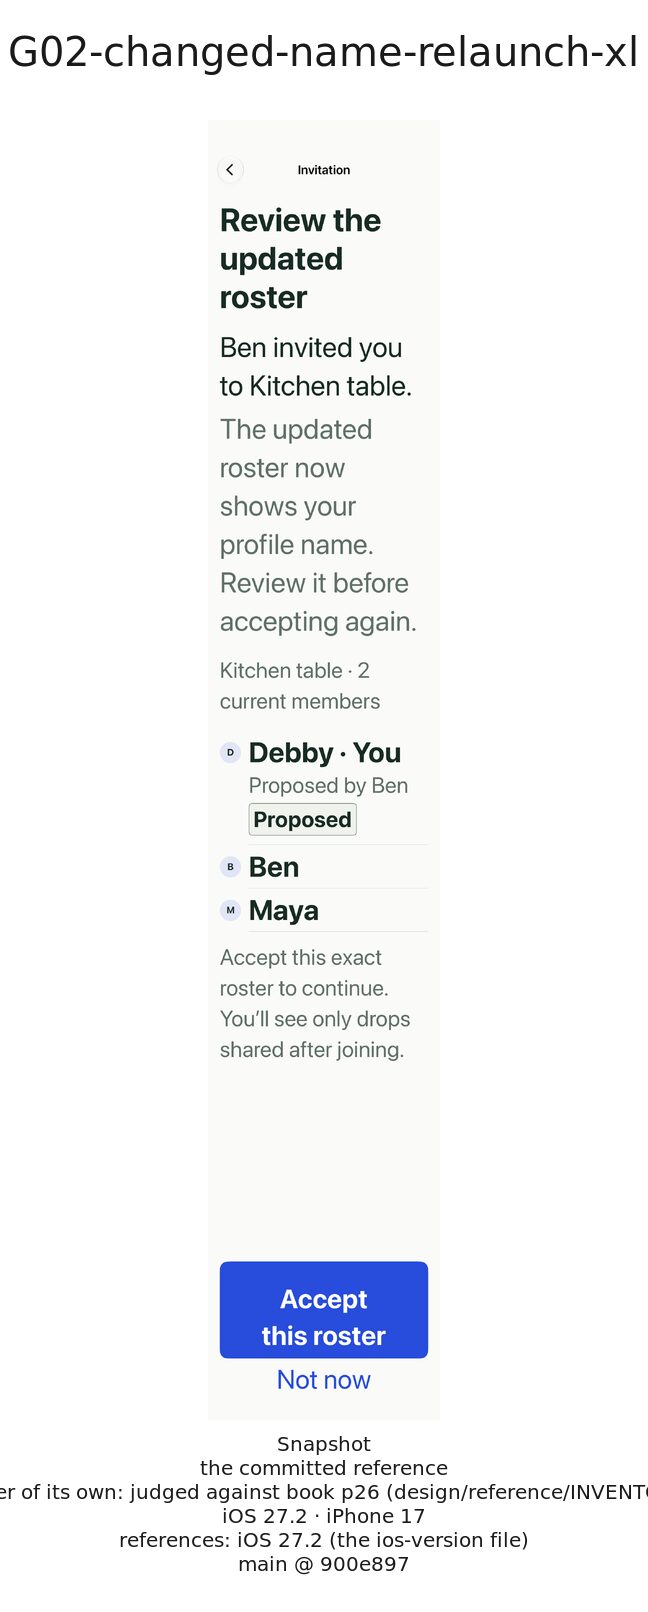 G02-changed-name-relaunch-xl
Invitation
Review the
updated
roster
Ben invited you
to Kitchen table.
The updated
roster now
shows your
profile name.
Review it before
accepting again.
Kitchen table · 2
current members
D
Debby · You
Proposed by Ben
Proposed
B
Ben
M
Maya
Accept this exact
roster to continue.
You’ll see only drops
shared after joining.
Accept
this roster
Not now
Snapshot
the committed reference
of its own: judged against book p26 (design/reference/
iOS 27.2 · iPhone 17
references: iOS 27.2 (the ios-version file)
main @ 900e897